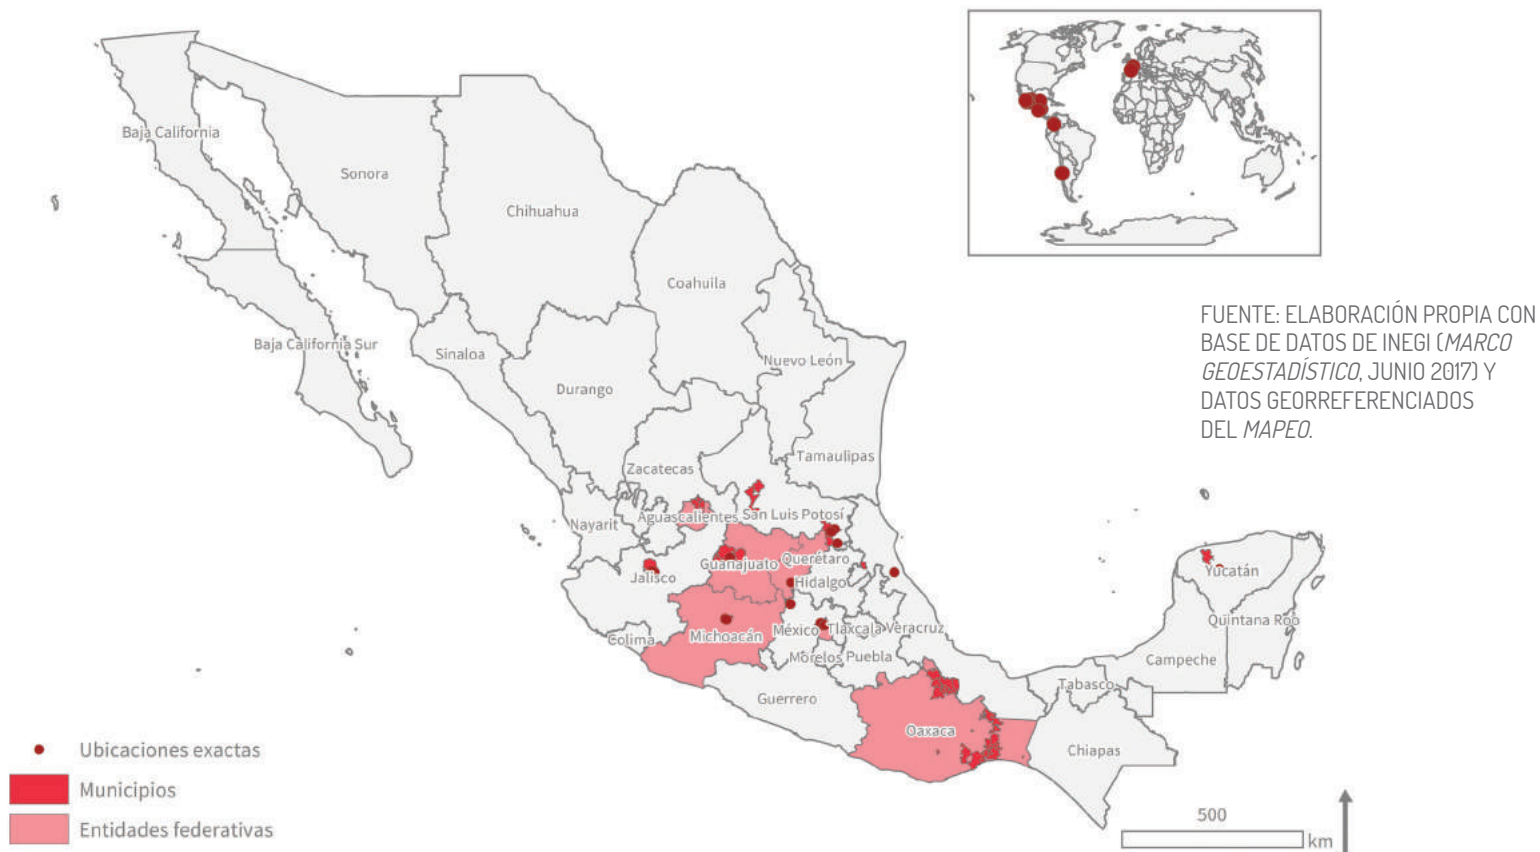 Baja California
Sonora
Chihuahua
Coahuila
Baja California Sur
Sinaloa
Nuevo León
Durango
FUENTE: ELABORACIÓN PROPIA CON
BASE DE DATOS DE INEGI (MARCO
GEOESTADÍSTICO, JUNIO 2017) Y
DATOS GEORREFERENCIADOS
DEL MAPEO.
Tamaulipas
Zacatecas
Nayarit
Aguascalientes
San Luis Potosí
Guanajuato
Querétaro
Jalisco
Hidalgo
Yucatán
Quintana Roo
Colima
Michoacán
México
Tlaxcala
Veracruz
Morelos
Puebla
Campeche
Tabasco
Guerrero
Oaxaca
Chiapas
Ubicaciones exactas
Municipios
Entidades federativas
500
km